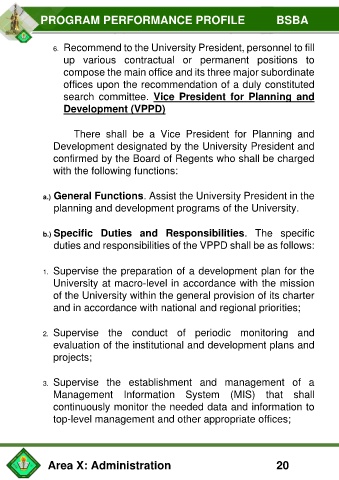 PROGRAM PERFORMANCE PROFILE BSBA
6. Recommend to the University President, personnel to fill
up various contractual or permanent positions to
compose the main office and its three major subordinate
offices upon the recommendation of a duly constituted
search committee. Vice President for Planning and
Development (VPPD)
There shall be a Vice President for Planning and
Development designated by the University President and
confirmed by the Board of Regents who shall be charged
with the following functions:
a.) General Functions. Assist the University President in the
planning and development programs of the University.
b.) Specific Duties and Responsibilities. The specific
duties and responsibilities of the VPPD shall be as follows:
1. Supervise the preparation of a development plan for the
University at macro-level in accordance with the mission
of the University within the general provision of its charter
and in accordance with national and regional priorities;
2. Supervise the conduct of periodic monitoring and
evaluation of the institutional and development plans and
projects;
3. Supervise the establishment and management of a
Management Information System (MIS) that shall
continuously monitor the needed data and information to
top-level management and other appropriate offices;
Area X: Administration 20